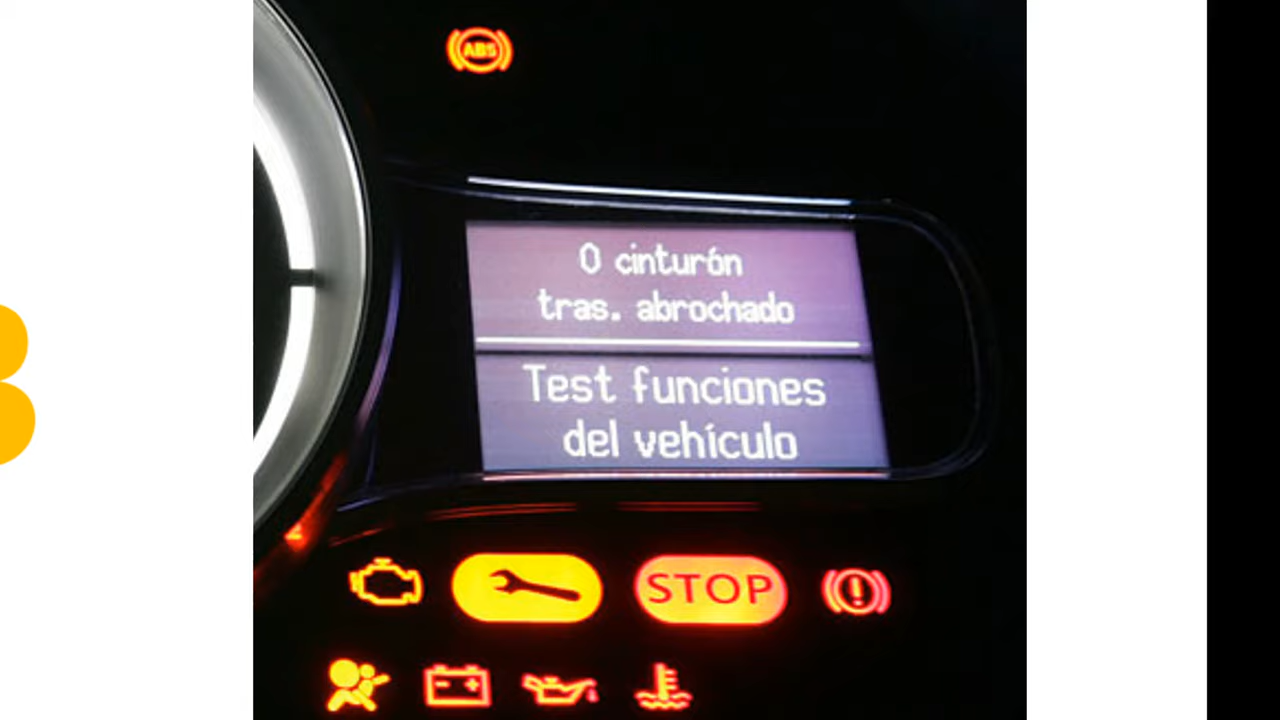 ABS
0 cinturón
tras. abrochado
Test funciones
del vehículo
STOP